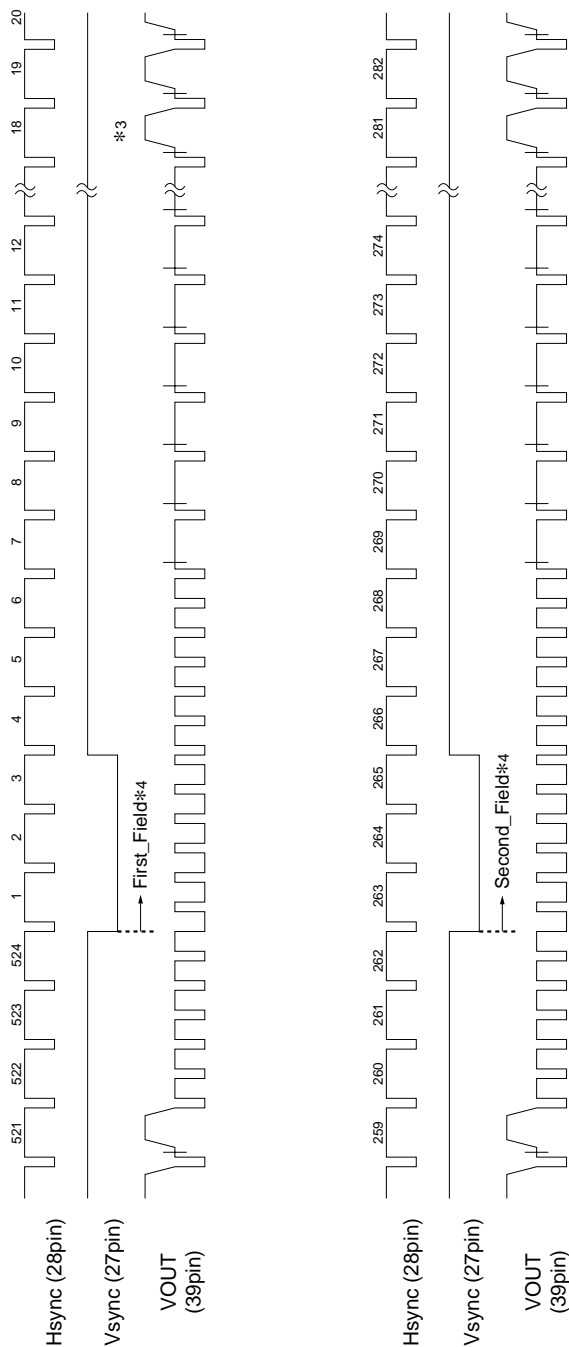 521 522 523 524 1 2 3 4 5 6 7 8 9 10 11 12 18 19 20
Hsync (28pin)
Vsync (27pin)
First_Field✻4
✻3
VOUT
(39pin)
259 260 261 262 263 264 265 266 267 268 269 270 271 272 273 274 281 282
Hsync (28pin)
Vsync (27pin)
Second_Field✻4
VOUT
(39pin)